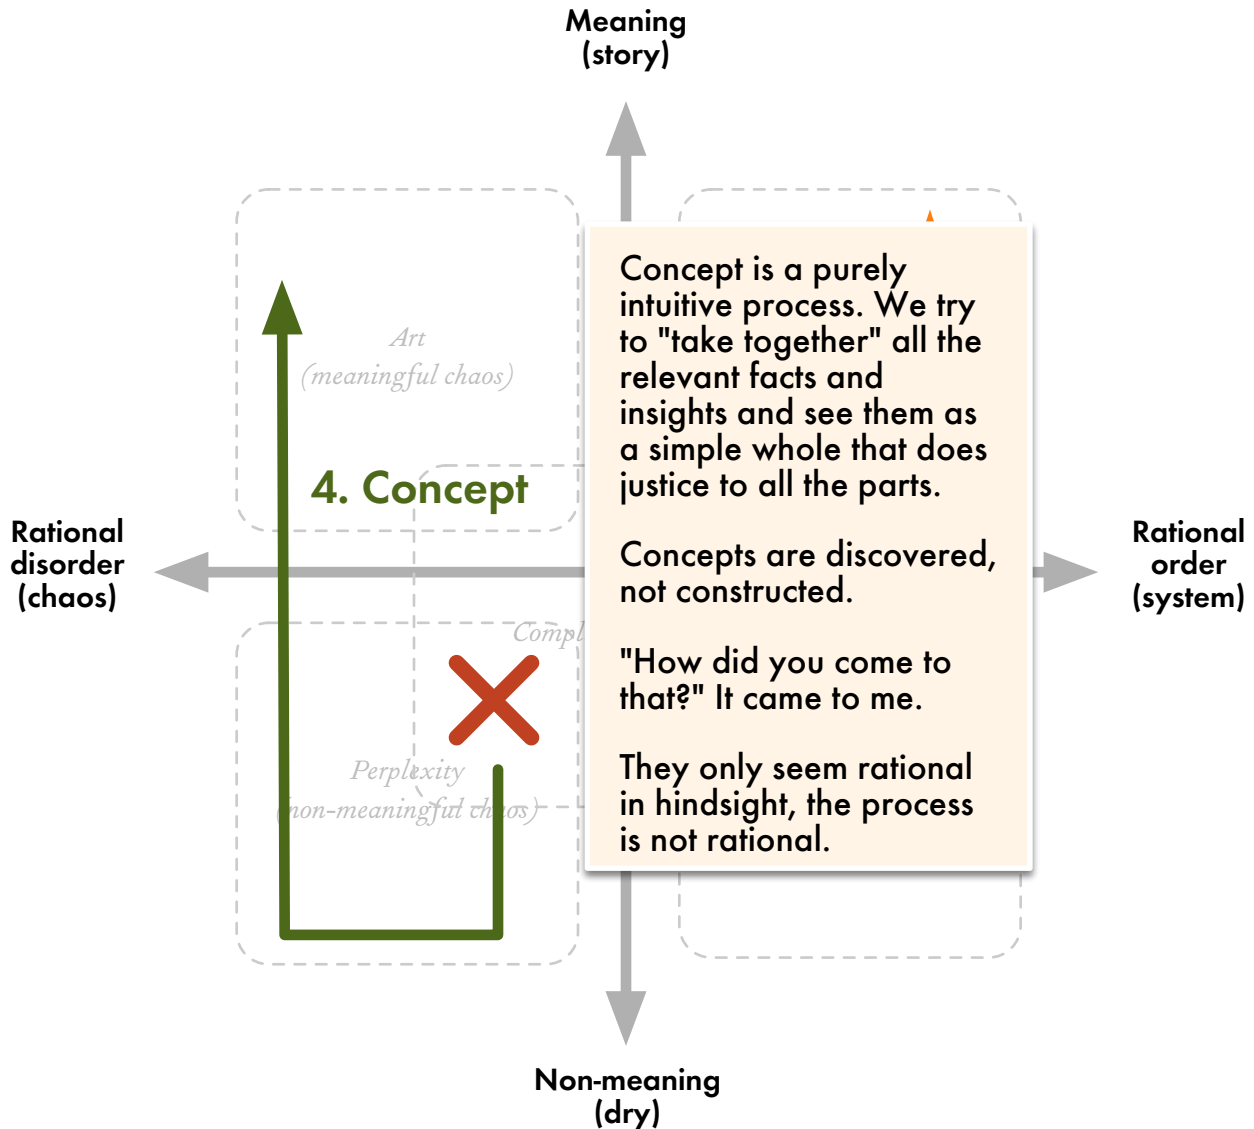 Meaning
(story)
Art
(meaningful chaos)
4. Concept
Rational
disorder
(chaos)
Rational
order
(system)
Perplexity
(non-meaningful chaos)
Concept is a purely
intuitive process. We try
to "take together" all the
relevant facts and
insights and see them as
a simple whole that does
justice to all the parts.
Concepts are discovered,
not constructed.
"How did you come to
that?" It came to me.
They only seem rational
in hindsight, the process
is not rational.
Non-meaning
(dry)